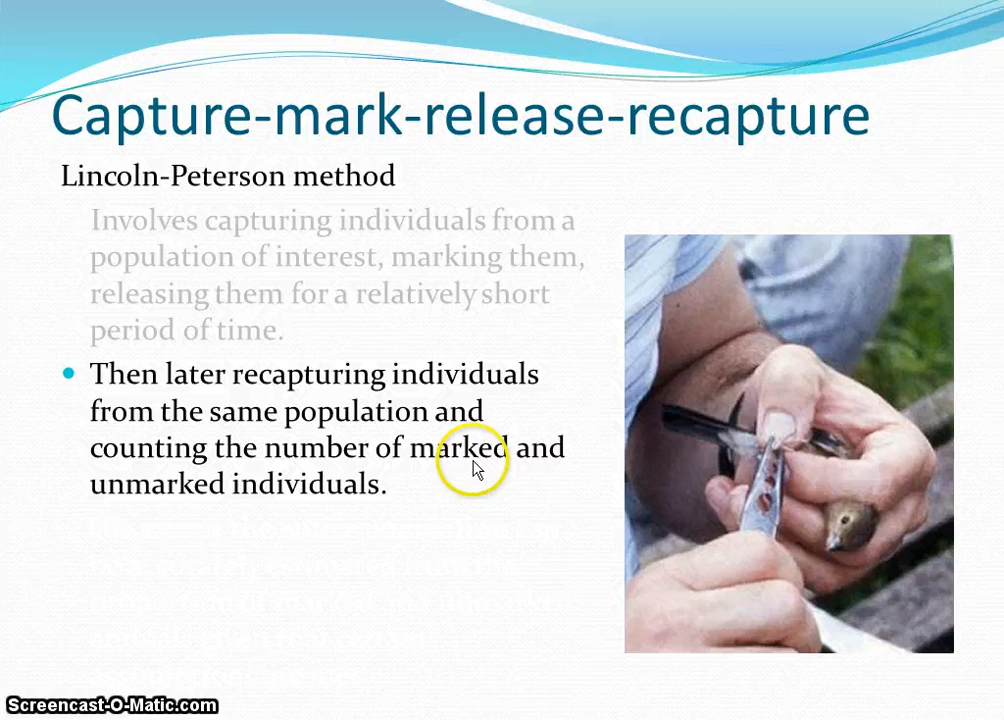 Capture-mark-release-recapture
Lincoln-Peterson method
Involves capturing individuals from a
population of interest, marking them,
releasing them for a relatively short
period of time.
Then later recapturing individuals
from the same population and
counting the number of marked and
unmarked individuals.
Screencast-O-Matic.com